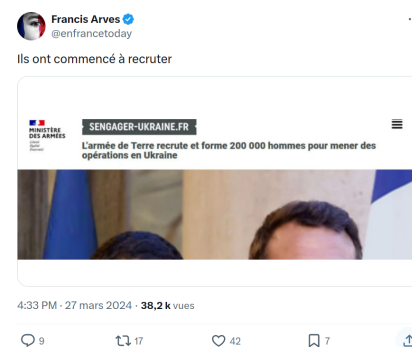 Francis Arves
@enfrancetoday
Ils ont commencé à recruter
MINISTÈRE
DES ARMÉES
SENGAGER-UKRAINE.FR
L'armée de Terre recrute et forme 200 000 hommes pour mener des
opérations en Ukraine
4:33 PM · 27 mars 2024 · 38,2 k vues
9 17 42 7